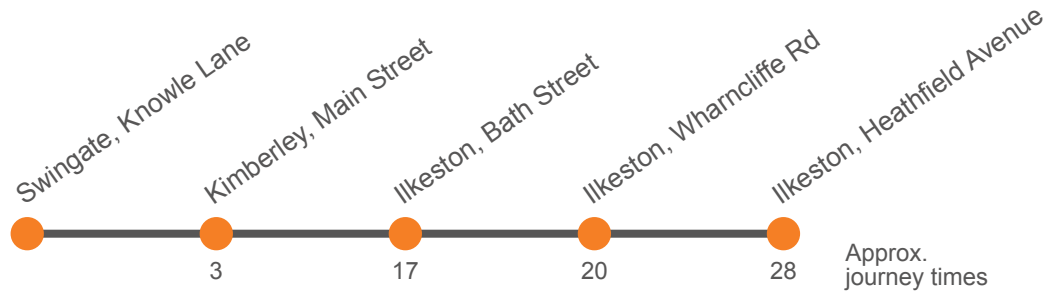 Swingate, Knowle Lane
Kimberley, Main Street
Ilkeston, Bath Street
Ilkeston, Wharncliffe Rd
Ilkeston, Heathfield Avenue
3
17
20
28
Approx.
journey times